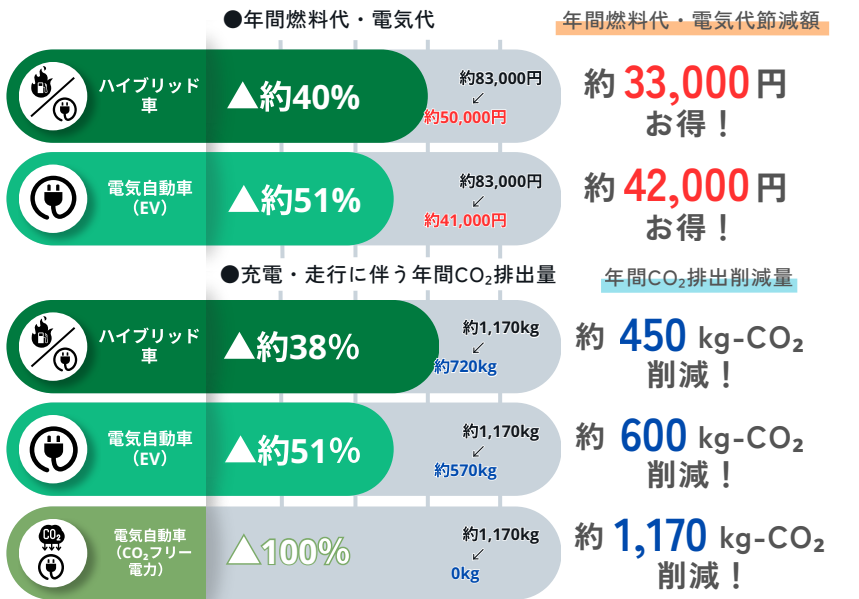 ●年間燃料代・電気代
年間燃料代・電気代節減額
ハイブリッド
車
▲約40%
約83,000円
↙
約50,000円
約 33,000 円
お得！
電気自動車
（EV）
▲約51%
約83,000円
↙
約41,000円
約 42,000 円
お得！
●充電・走行に伴う年間CO₂排出量
年間CO₂排出削減量
ハイブリッド
車
▲約38%
約1,170kg
↙
約720kg
約 450 kg-CO₂
削減！
電気自動車
（EV）
▲約51%
約1,170kg
↙
約570kg
約 600 kg-CO₂
削減！
CO₂
電気自動車
（CO₂フリー
電力）
▲100%
約1,170kg
↙
0kg
約 1,170 kg-CO₂
削減！